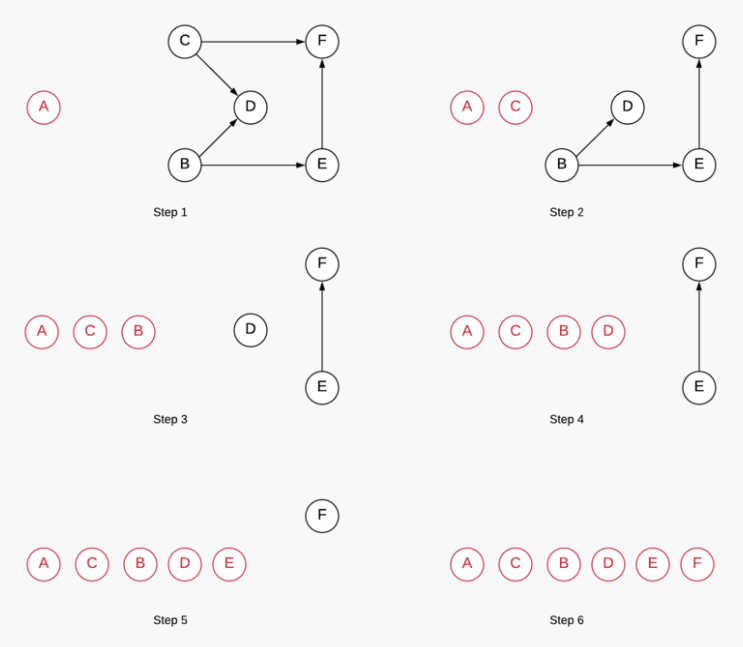 C F
A D
B E
Step 1
F
A C D
B E
Step 2
F
A C B D
E
Step 3
F
A C B D
E
Step 4
F
A C B D E
Step 5
A C B D E F
Step 6